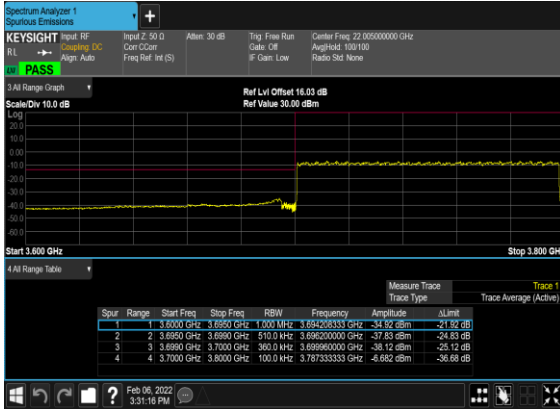 Spectrum Analyzer 1
Spurious Emissions
+
KEYSIGHT Input: RF Input Z: 50 Ω Atten: 30 dB Trig: Free Run Center Freq: 22.005000000 GHz
RL Coupling: DC Corr CCorr Gate: Off Avg|Hold: 100/100
Align: Auto Freq Ref: Int (S) IF Gain: Low Radio Std: None
PASS
3 All Range Graph
Ref Lvl Offset 16.03 dB
Scale/Div 10.0 dB Ref Value 30.00 dBm
Log
20.0
10.0
0.00
-10.0
-20.0
-30.0
-40.0
-50.0
-60.0
Start 3.600 GHz Stop 3.800 GH
4 All Range Table
Measure Trace Trace 1
Trace Type Trace Average (Active)
Spur Range Start Freq Stop Freq RBW Frequency Amplitude ΔLimit
1 1 3.6000 GHz 3.6950 GHz 1.000 MHz 3.694208333 GHz -34.92 dBm -21.92 dB
2 2 3.6950 GHz 3.6990 GHz 510.0 kHz 3.696200000 GHz -37.83 dBm -24.83 dB
3 3 3.6990 GHz 3.7000 GHz 360.0 kHz 3.699960000 GHz -38.12 dBm -25.12 dB
4 4 3.7000 GHz 3.8000 GHz 100.0 kHz 3.787333333 GHz -6.682 dBm -36.68 dB
? Feb 06, 2022
3:31:16 PM